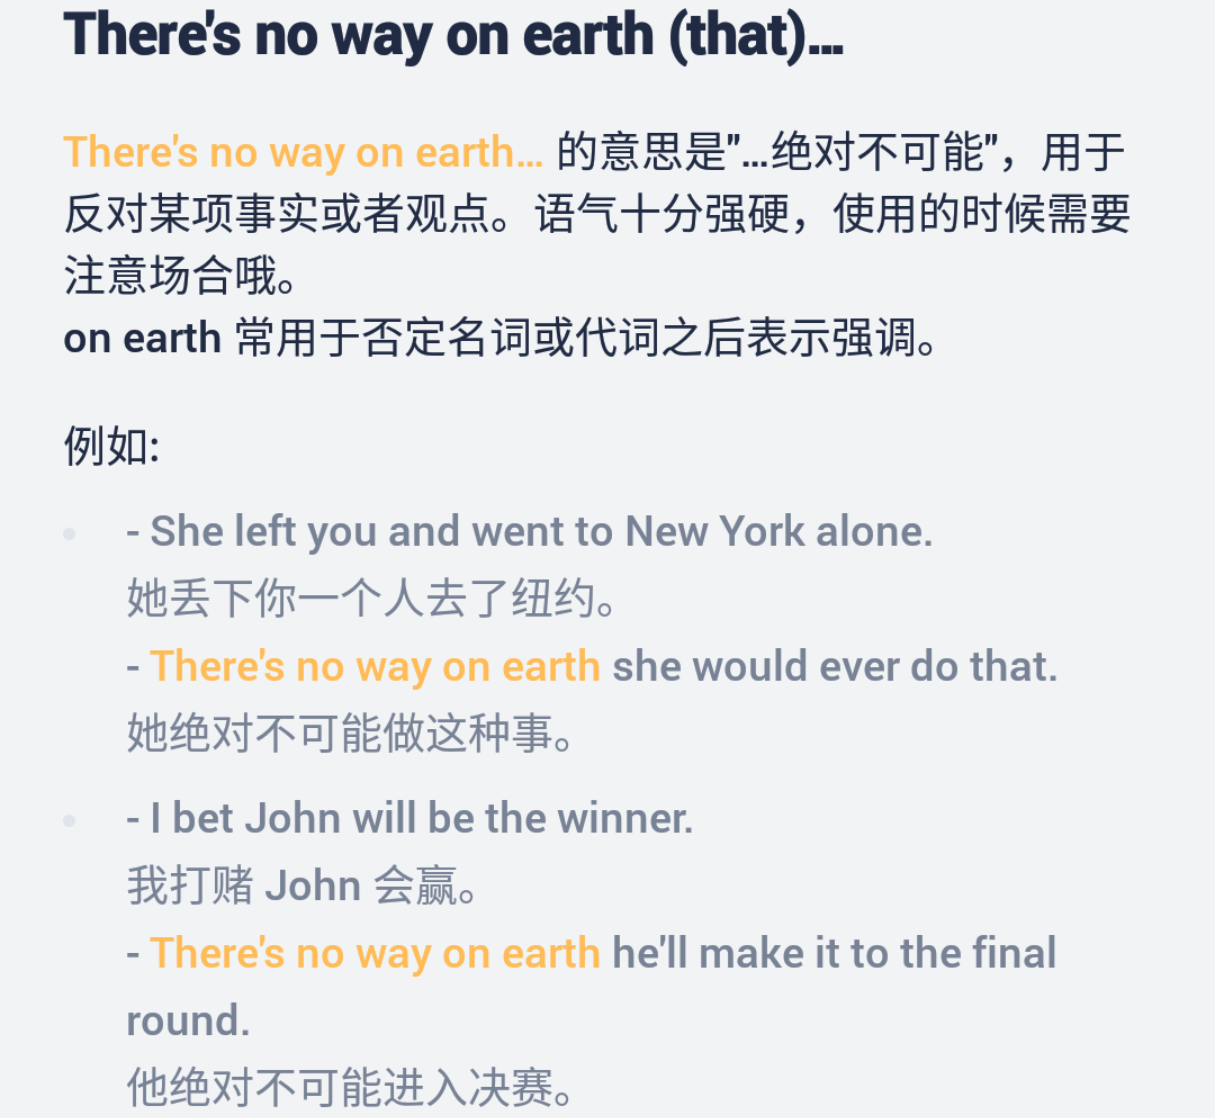 There's no way on earth (that)...
There's no way on earth... 的意思是"...绝对不可能"，用于
反对某项事实或者观点。语气十分强硬，使用的时候需要
注意场合哦。
on earth 常用于否定名词或代词之后表示强调。
例如:
- She left you and went to New York alone.
她丢下你一个人去了纽约。
- There's no way on earth she would ever do that.
她绝对不可能做这种事。
- I bet John will be the winner.
我打赌 John 会赢。
- There's no way on earth he'll make it to the final
round.
他绝对不可能进入决赛。